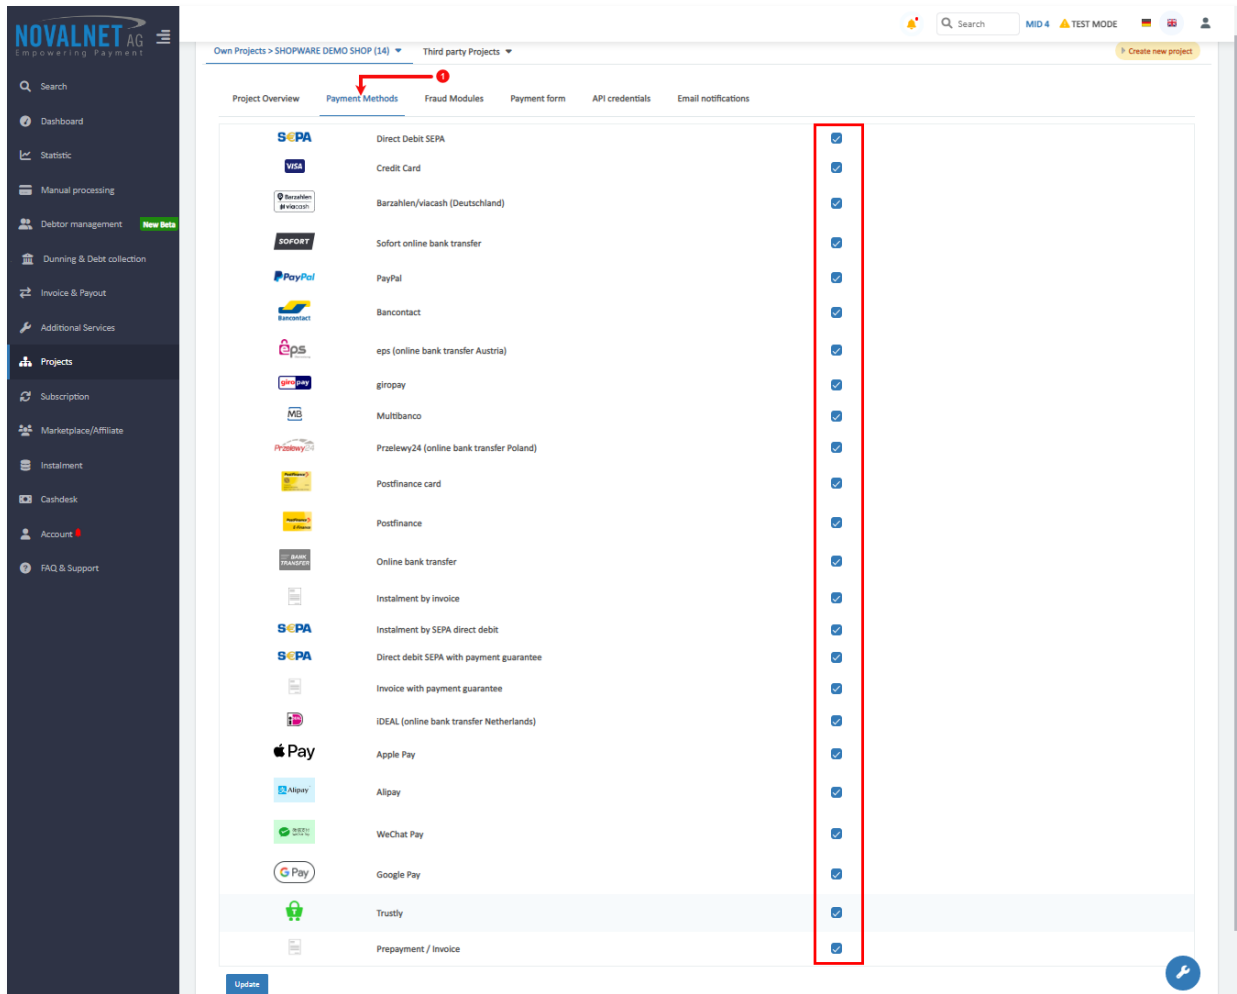 NOVALNET AG
Empowering Payment
Search
MID 4
TEST MODE
Own Projects > SHOPWARE DEMO SHOP (14)
Third party Projects
Create new project
1
Search
Dashboard
Statistic
Manual processing
Debtor management
New Beta
Dunning & Debt collection
Invoice & Payout
Additional Services
Projects
Subscription
Marketplace/Affiliate
Instalment
Cashdesk
Account
FAQ & Support
Project Overview
Payment Methods
Fraud Modules
Payment form
API credentials
Email notifications
SEPA
Direct Debit SEPA
VISA
Credit Card
Barzahlen
viacash
Barzahlen/viacash (Deutschland)
SOFORT
Sofort online bank transfer
PayPal
PayPal
Bancontact
Bancontact
eps
eps (online bank transfer Austria)
giropay
giropay
MB
Multibanco
Przelewy24
Przelewy24 (online bank transfer Poland)
PostFinance
Postfinance card
PostFinance
E-Finance
Postfinance
BANK
TRANSFER
Online bank transfer
Instalment by invoice
SEPA
Instalment by SEPA direct debit
SEPA
Direct debit SEPA with payment guarantee
Invoice with payment guarantee
iDEAL (online bank transfer Netherlands)
Pay
Apple Pay
Alipay
Alipay
WeChat Pay
G Pay
Google Pay
T
Trustly
Prepayment / Invoice
Update